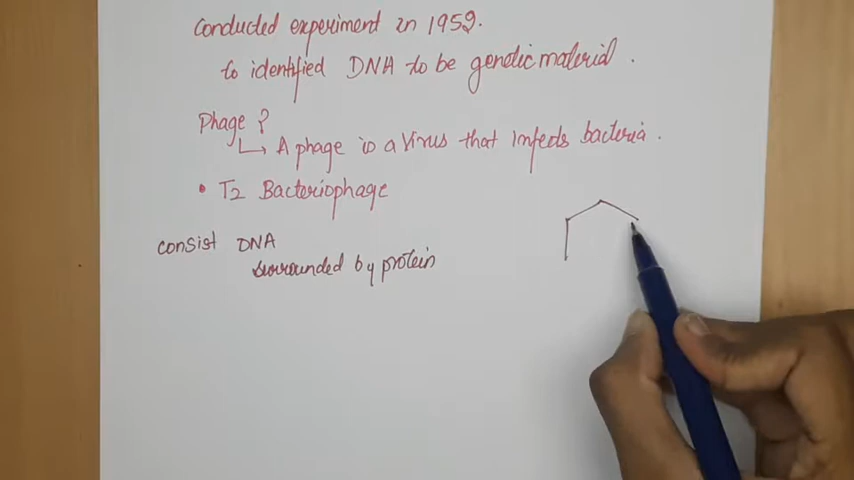 Conducted experiment in 1952.
to identified DNA to be genetic material.
Phage ?
A phage is a Virus that infects bacteria.
• T2 Bacteriophage
consist DNA
surrounded by protein